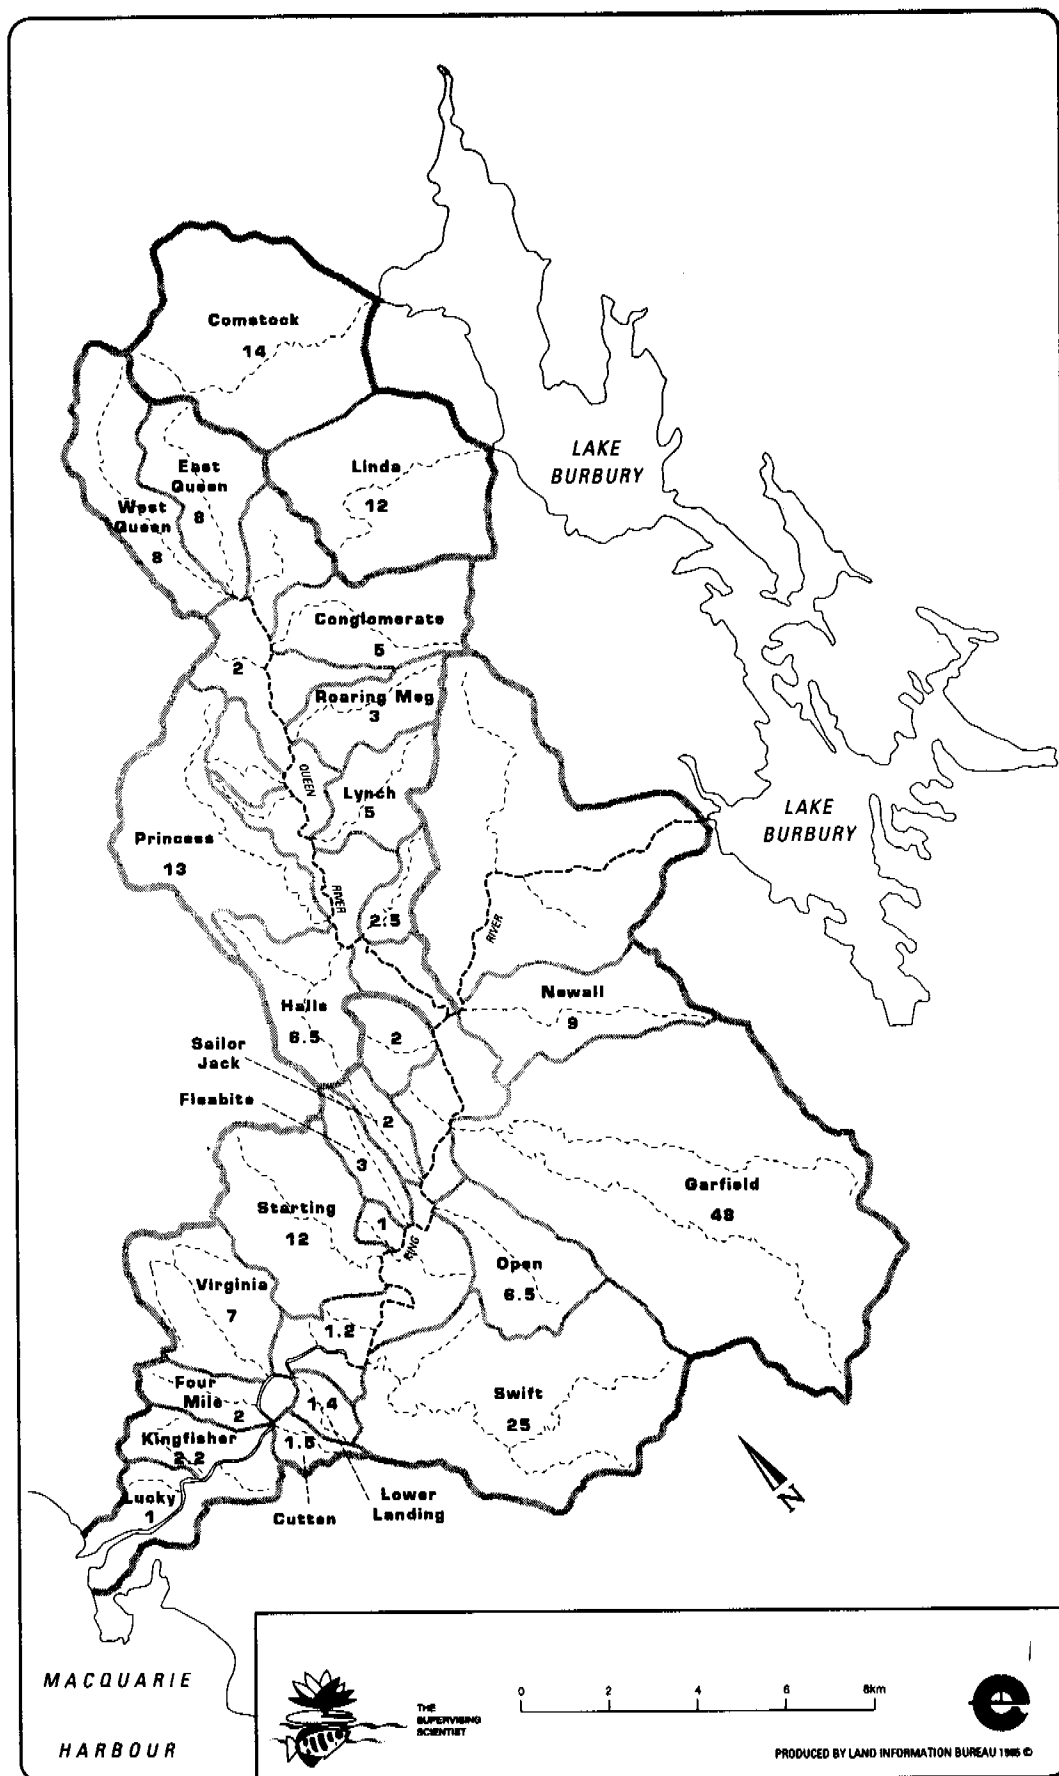 Comstock
14
LAKE
BURBURY
East
Queen
8
Linda
12
West
Queen
8
Conglomerate
5
2
Roaring Meg
3
QUEEN
Lynch
5
LAKE
BURBURY
Princess
13
RIVER
2.5
RIVER
Newall
9
Halls
6.5
2
Sailor
Jack
Fleabite
2
3
Garfield
48
Starting
12
1
KING
Open
6.5
Virginia
7
1.2
Four
Mile
2
1.4
Swift
25
Kingfisher
2.2
1.5
Lucky
1
Cutten
Lower
Landing
N
MACQUARIE
HARBOUR
THE
SUPERVISING
SCIENTIST
0 2 4 6 8km
PRODUCED BY LAND INFORMATION BUREAU 1995 ©